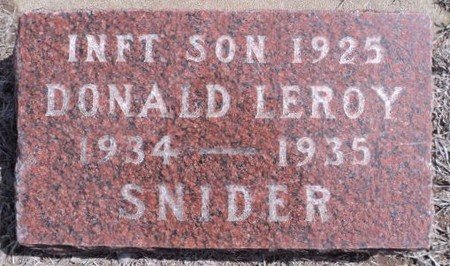 INFT SON 1925
DONALD LEROY
1934 — 1935
SNIDER